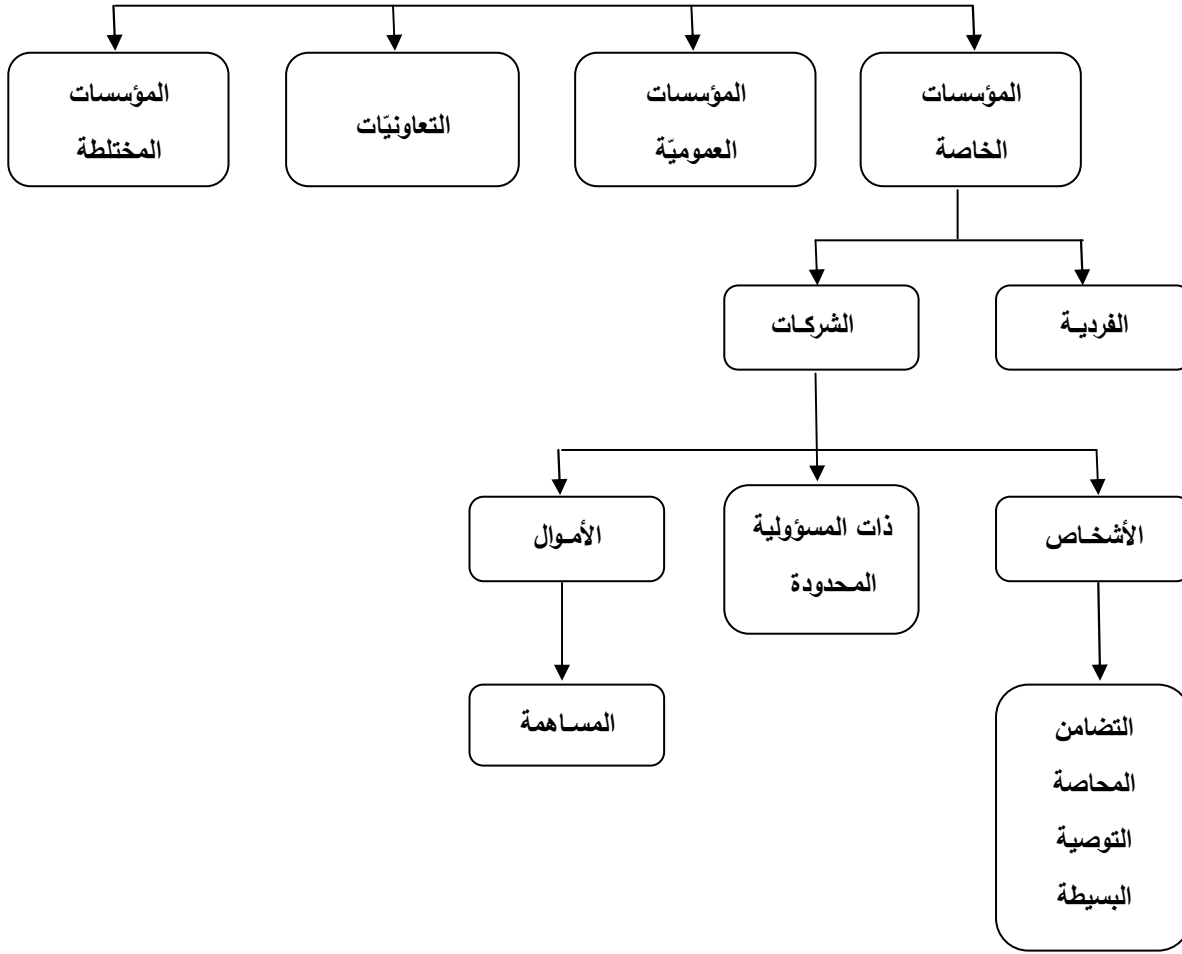 المؤسسات
الخاصة
المؤسسات
العموميّة
التعاونيّات
المؤسسات
المختلطة
الفرديـة
الشركـات
الأشخـاص
ذات المسؤولية
المـحدودة
الأمـوال
التضامن
المحاصة
التوصية
البسيطة
المسـاهمة